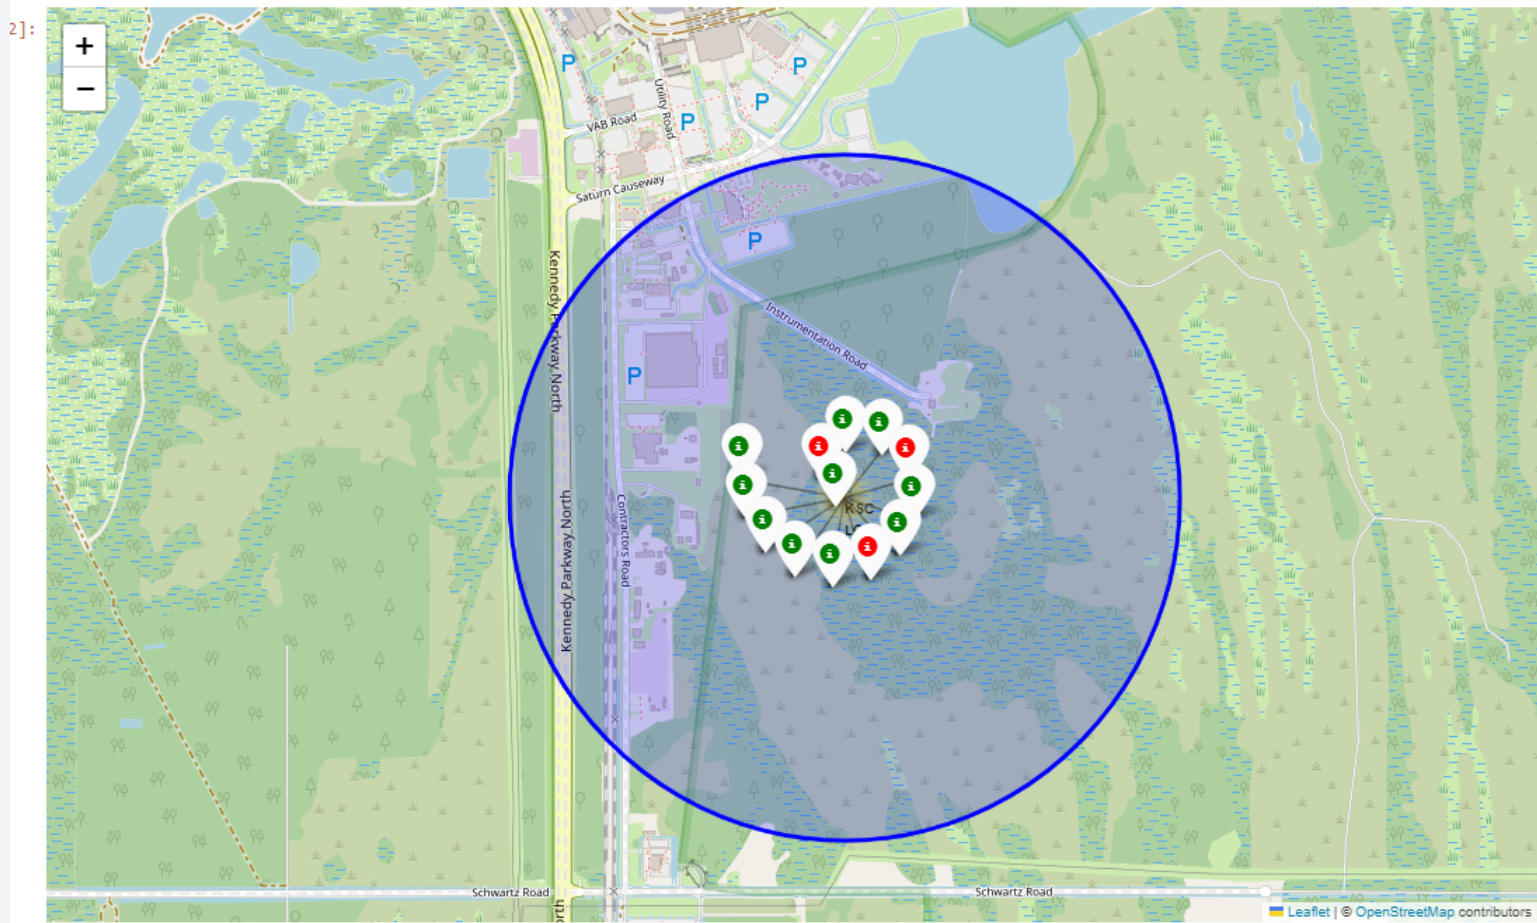 2]:
+
−
P
P
P
P
Utility Road
VAB Road
Saturn Causeway
P
Kennedy Parkway North
Instrumentation Road
P
Kennedy Parkway North
Contractors Road
KSC
Schwartz Road
Schwartz Road
orth
Leaflet | © OpenStreetMap contributors